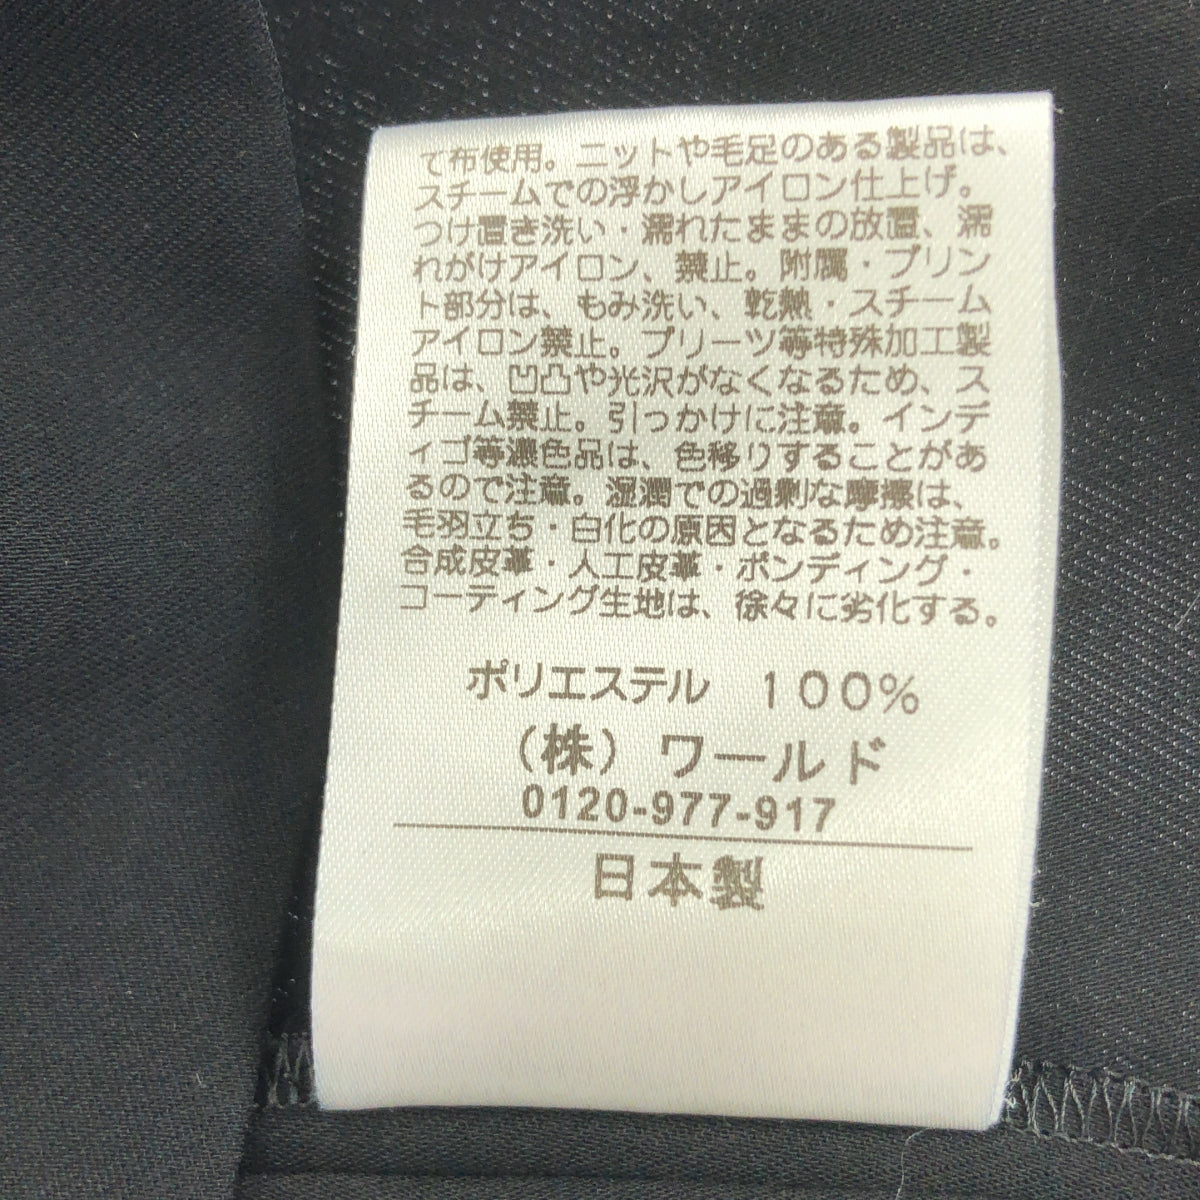 て布使用。ニットや毛足のある製品は、
スチームでの浮かしアイロン仕上げ。
つけ置き洗い・濡れたままの放置、濡
れがけアイロン、禁止。附属・プリン
ト部分は、もみ洗い、乾熱・スチーム
アイロン禁止。プリーツ等特殊加工製
品は、凹凸や光沢がなくなるため、ス
チーム禁止。引っかけに注意。インデ
ィゴ等濃色品は、色移りすることがあ
るので注意。湿潤での過剰な摩擦は、
毛羽立ち・白化の原因となるため注意。
合成皮革・人工皮革・ボンディング・
コーティング生地は、徐々に劣化する。
ポリエステル 100%
(株)ワールド
0120-977-917
日本製